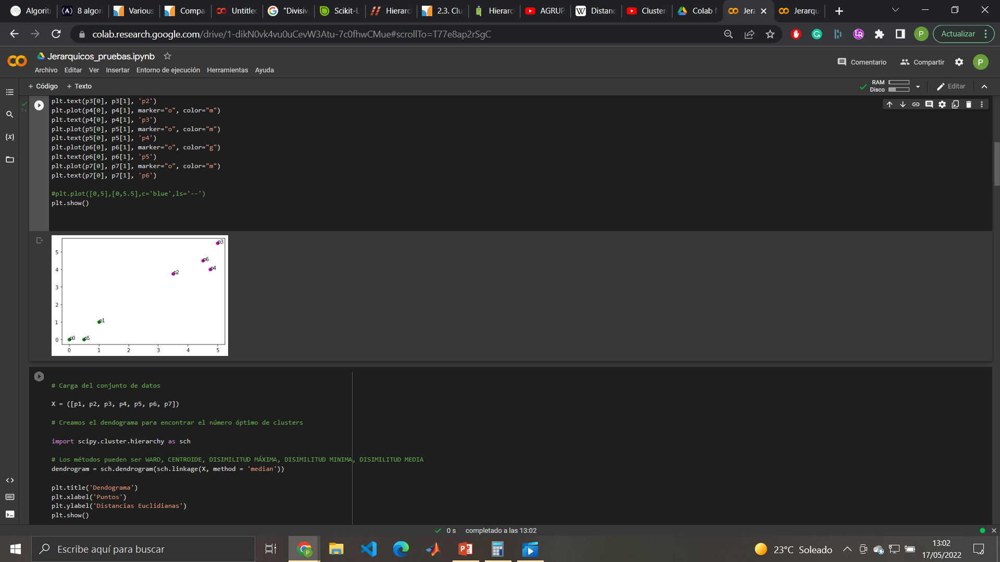 Algorit
8 algori
Various
Compa
Untitle
"Divisiv
Scikit-L
Hierarc
2.3. Clu
Hierarc
AGRUP
Distanc
Cluster
Colab N
Jera
Jerarqu
colab.research.google.com/drive/1-dikN0vk4vu0uCevW3Atu-7c0fhwCMue#scrollTo=T77e8ap2rSgC
P
Actualizar
Jerarquicos_pruebas.ipynb
Archivo Editar Ver Insertar Entorno de ejecución Herramientas Ayuda
Comentario
Compartir
P
+ Código + Texto
RAM
Disco
Editar
plt.text(p3[0], p3[1], 'p2')
plt.plot(p4[0], p4[1], marker="o", color="m")
plt.text(p4[0], p4[1], 'p3')
plt.plot(p5[0], p5[1], marker="o", color="m")
plt.text(p5[0], p5[1], 'p4')
plt.plot(p6[0], p6[1], marker="o", color="g")
plt.text(p6[0], p6[1], 'p5')
plt.plot(p7[0], p7[1], marker="o", color="m")
plt.text(p7[0], p7[1], 'p6')
#plt.plot([0,5],[0,5.5],c='blue',ls='--')
plt.show()
0 s
p3
5
p6
4
p4
p2
3
2
1
p1
0
p0
p5
0 1 2 3 4 5
# Carga del conjunto de datos
X = ([p1, p2, p3, p4, p5, p6, p7])
# Creamos el dendograma para encontrar el número óptimo de clusters
import scipy.cluster.hierarchy as sch
# Los métodos pueden ser WARD, CENTROIDE, DISIMILITUD MÁXIMA, DISIMILITUD MINIMA, DISIMILITUD MEDIA
dendrogram = sch.dendrogram(sch.linkage(X, method = 'median'))
plt.title('Dendograma')
plt.xlabel('Puntos')
plt.ylabel('Distancias Euclidianas')
plt.show()
0 s completado a las 13:02
Escribe aquí para buscar
23°C Soleado
13:02
17/05/2022